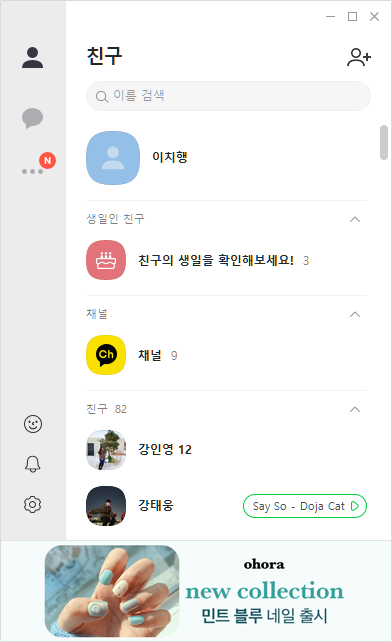 친구
이름 검색
N
이치행
생일인 친구
친구의 생일을 확인해보세요! 3
채널
Ch
채널 9
친구 82
강인영 12
강태웅
Say So - Doja Cat
ohora
new collection
민트 블루 네일 출시